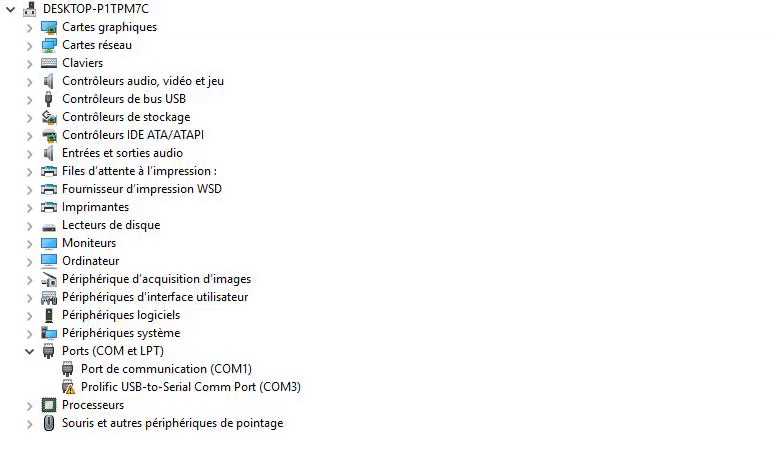 DESKTOP-P1TPM7C
Cartes graphiques
Cartes réseau
Claviers
Contrôleurs audio, vidéo et jeu
Contrôleurs de bus USB
Contrôleurs de stockage
Contrôleurs IDE ATA/ATAPI
Entrées et sorties audio
Files d'attente à l'impression :
Fournisseur d'impression WSD
Imprimantes
Lecteurs de disque
Moniteurs
Ordinateur
Périphérique d'acquisition d'images
Périphériques d'interface utilisateur
Périphériques logiciels
Périphériques système
Ports (COM et LPT)
Port de communication (COM1)
Prolific USB-to-Serial Comm Port (COM3)
Processeurs
Souris et autres périphériques de pointage